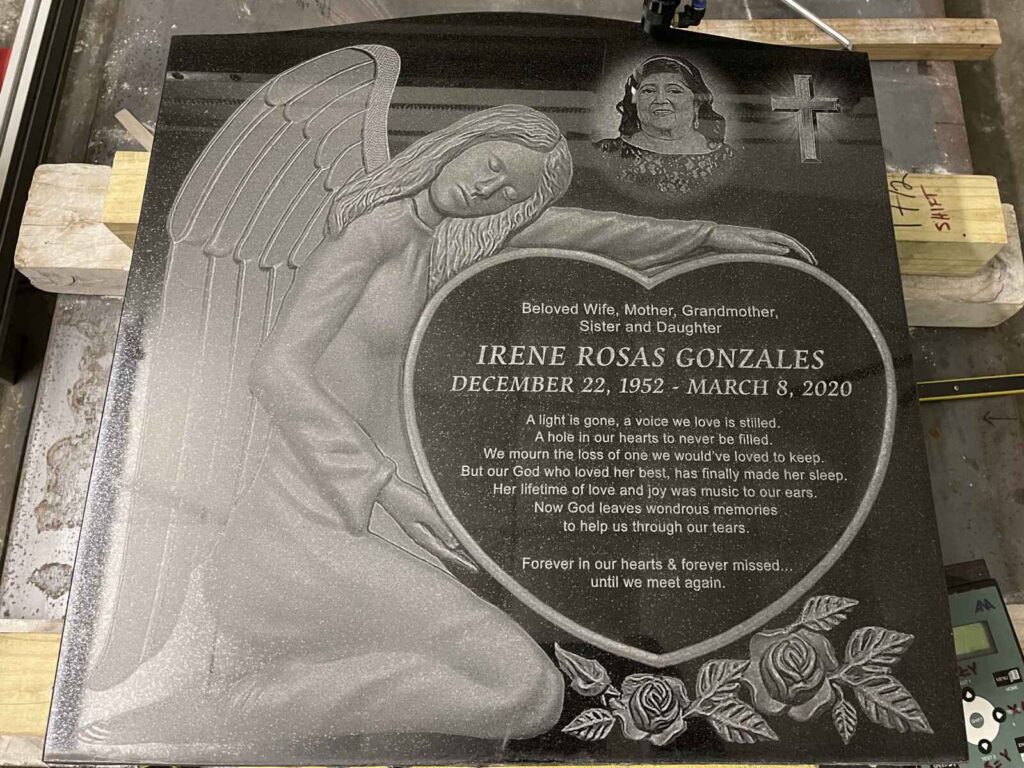 Beloved Wife, Mother, Grandmother,
Sister and Daughter
IRENE ROSAS GONZALES
DECEMBER 22, 1952 - MARCH 8, 2020
A light is gone, a voice we love is stilled.
A hole in our hearts to never be filled.
We mourn the loss of one we would've loved to keep.
But our God who loved her best, has finally made her sleep.
Her lifetime of love and joy was music to our ears.
Now God leaves wondrous memories
to help us through our tears.
Forever in our hearts & forever missed...
until we meet again.
SHIFT
MENU